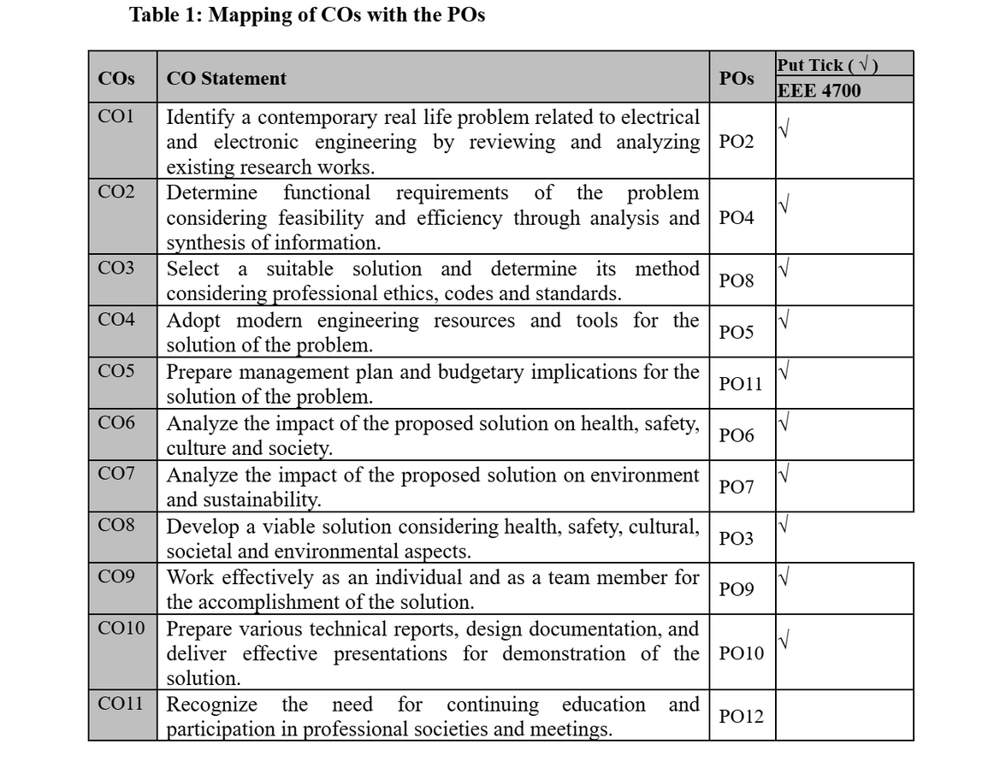 Table 1: Mapping of COs with the POs
COs CO Statement POs Put Tick ( √ )
EEE 4700
CO1 Identify a contemporary real life problem related to electrical
and electronic engineering by reviewing and analyzing
existing research works. PO2 √
CO2 Determine functional requirements of the problem
considering feasibility and efficiency through analysis and
synthesis of information. PO4 √
CO3 Select a suitable solution and determine its method
considering professional ethics, codes and standards. PO8 √
CO4 Adopt modern engineering resources and tools for the
solution of the problem. PO5 √
CO5 Prepare management plan and budgetary implications for the
solution of the problem. PO11 √
CO6 Analyze the impact of the proposed solution on health, safety,
culture and society. PO6 √
CO7 Analyze the impact of the proposed solution on environment
and sustainability. PO7 √
CO8 Develop a viable solution considering health, safety, cultural,
societal and environmental aspects. PO3 √
CO9 Work effectively as an individual and as a team member for
the accomplishment of the solution. PO9 √
CO10 Prepare various technical reports, design documentation, and
deliver effective presentations for demonstration of the
solution. PO10 √
CO11 Recognize the need for continuing education and
participation in professional societies and meetings. PO12